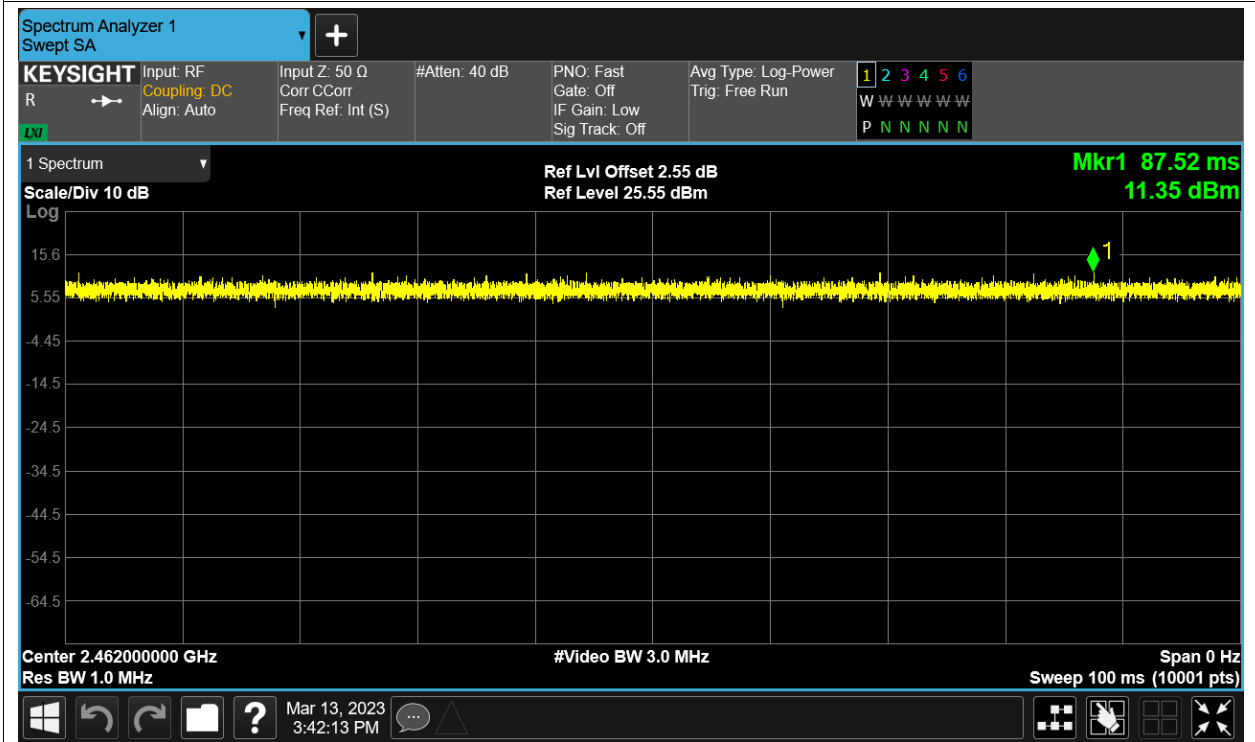 Spectrum Analyzer 1
Swept SA
KEYSIGHT
R
LXI
Input: RF
Coupling: DC
Align: Auto
Input Z: 50 Ω
Corr CCorr
Freq Ref: Int (S)
#Atten: 40 dB
PNO: Fast
Gate: Off
IF Gain: Low
Sig Track: Off
Avg Type: Log-Power
Trig: Free Run
1 2 3 4 5 6
W W W W W W
P N N N N N
1 Spectrum
Scale/Div 10 dB
Ref Lvl Offset 2.55 dB
Ref Level 25.55 dBm
Mkr1 87.52 ms
11.35 dBm
Log
15.6
5.55
-4.45
-14.5
-24.5
-34.5
-44.5
-54.5
-64.5
1
Center 2.462000000 GHz
#Video BW 3.0 MHz
Span 0 Hz
Res BW 1.0 MHz
Sweep 100 ms (10001 pts)
?
Mar 13, 2023
3:42:13 PM